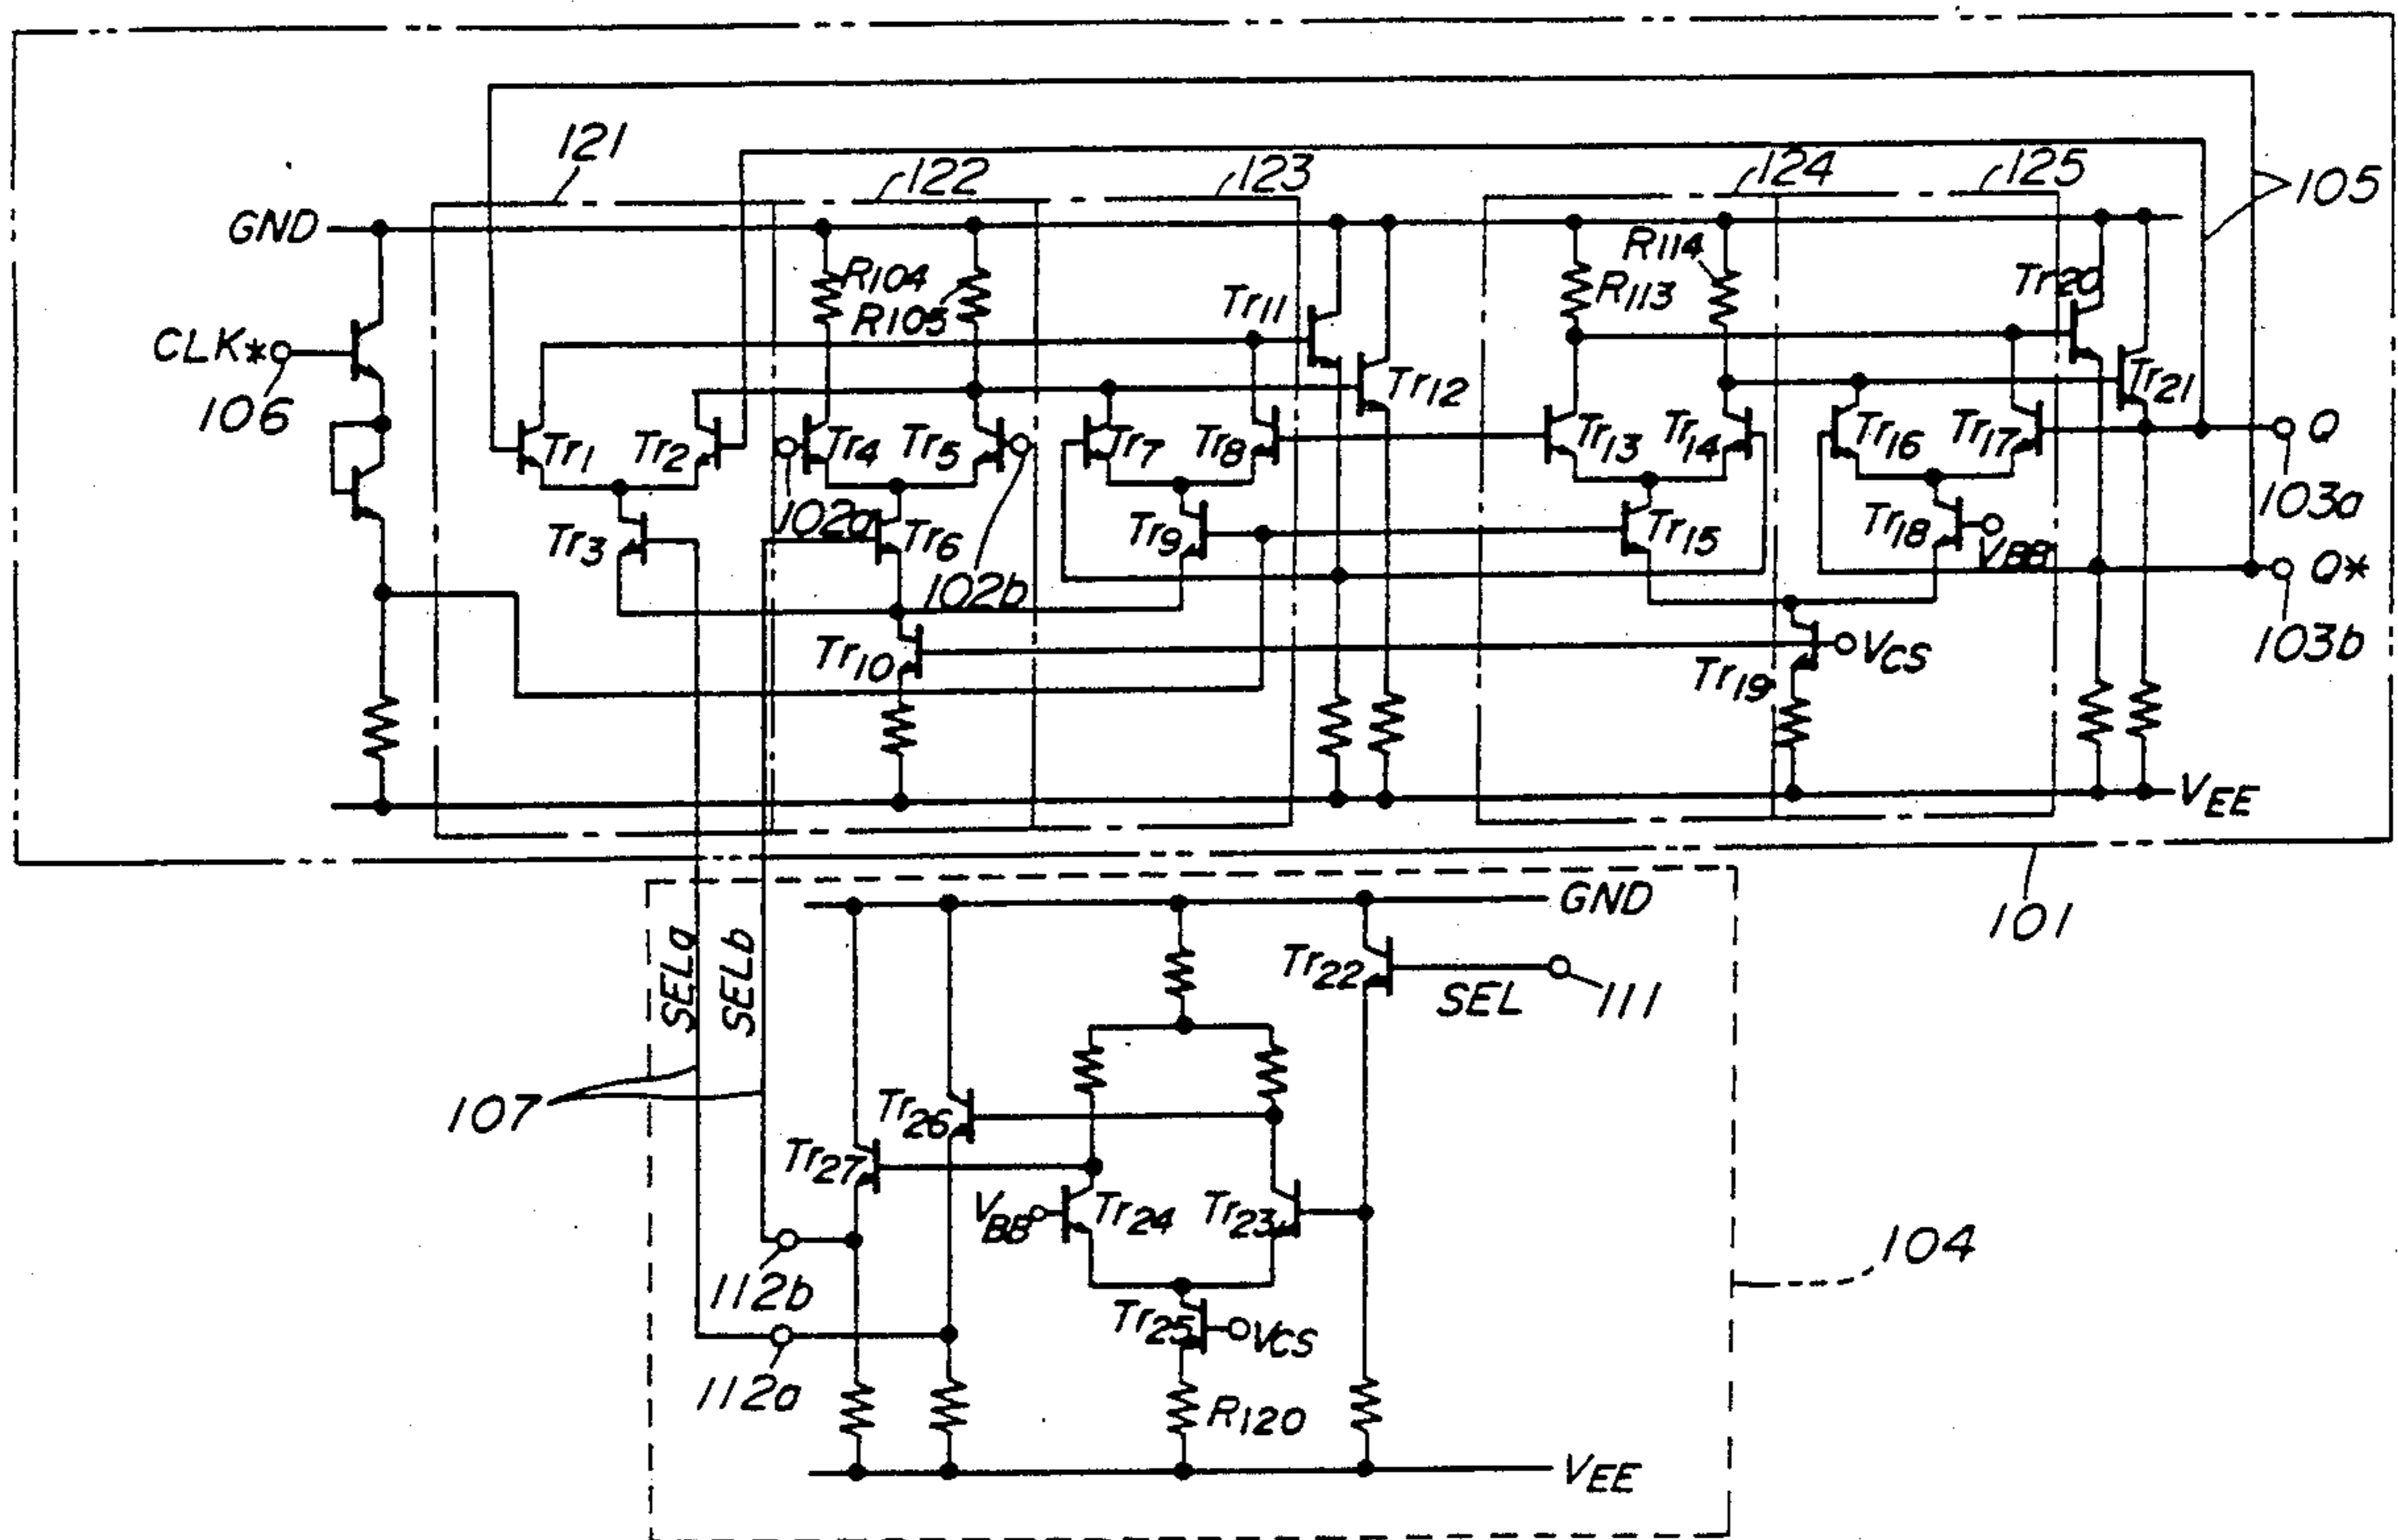 121
122
123
124
125
105
GND
R104
R105
Tr11
R113
R114
Tr20
CLK*
106
Tr12
Tr21
Tr1
Tr2
Tr4
Tr5
Tr7
Tr8
Tr13
Tr14
Tr16
Tr17
Q
102a
103a
Tr3
Tr6
Tr9
Tr15
Tr18
VBB
102b
Q*
Tr10
VCS
103b
Tr19
VEE
101
GND
SELa
SELb
Tr22
SEL
111
107
Tr26
Tr27
VBB
Tr24
Tr23
104
112b
Tr25
VCS
112a
R120
VEE